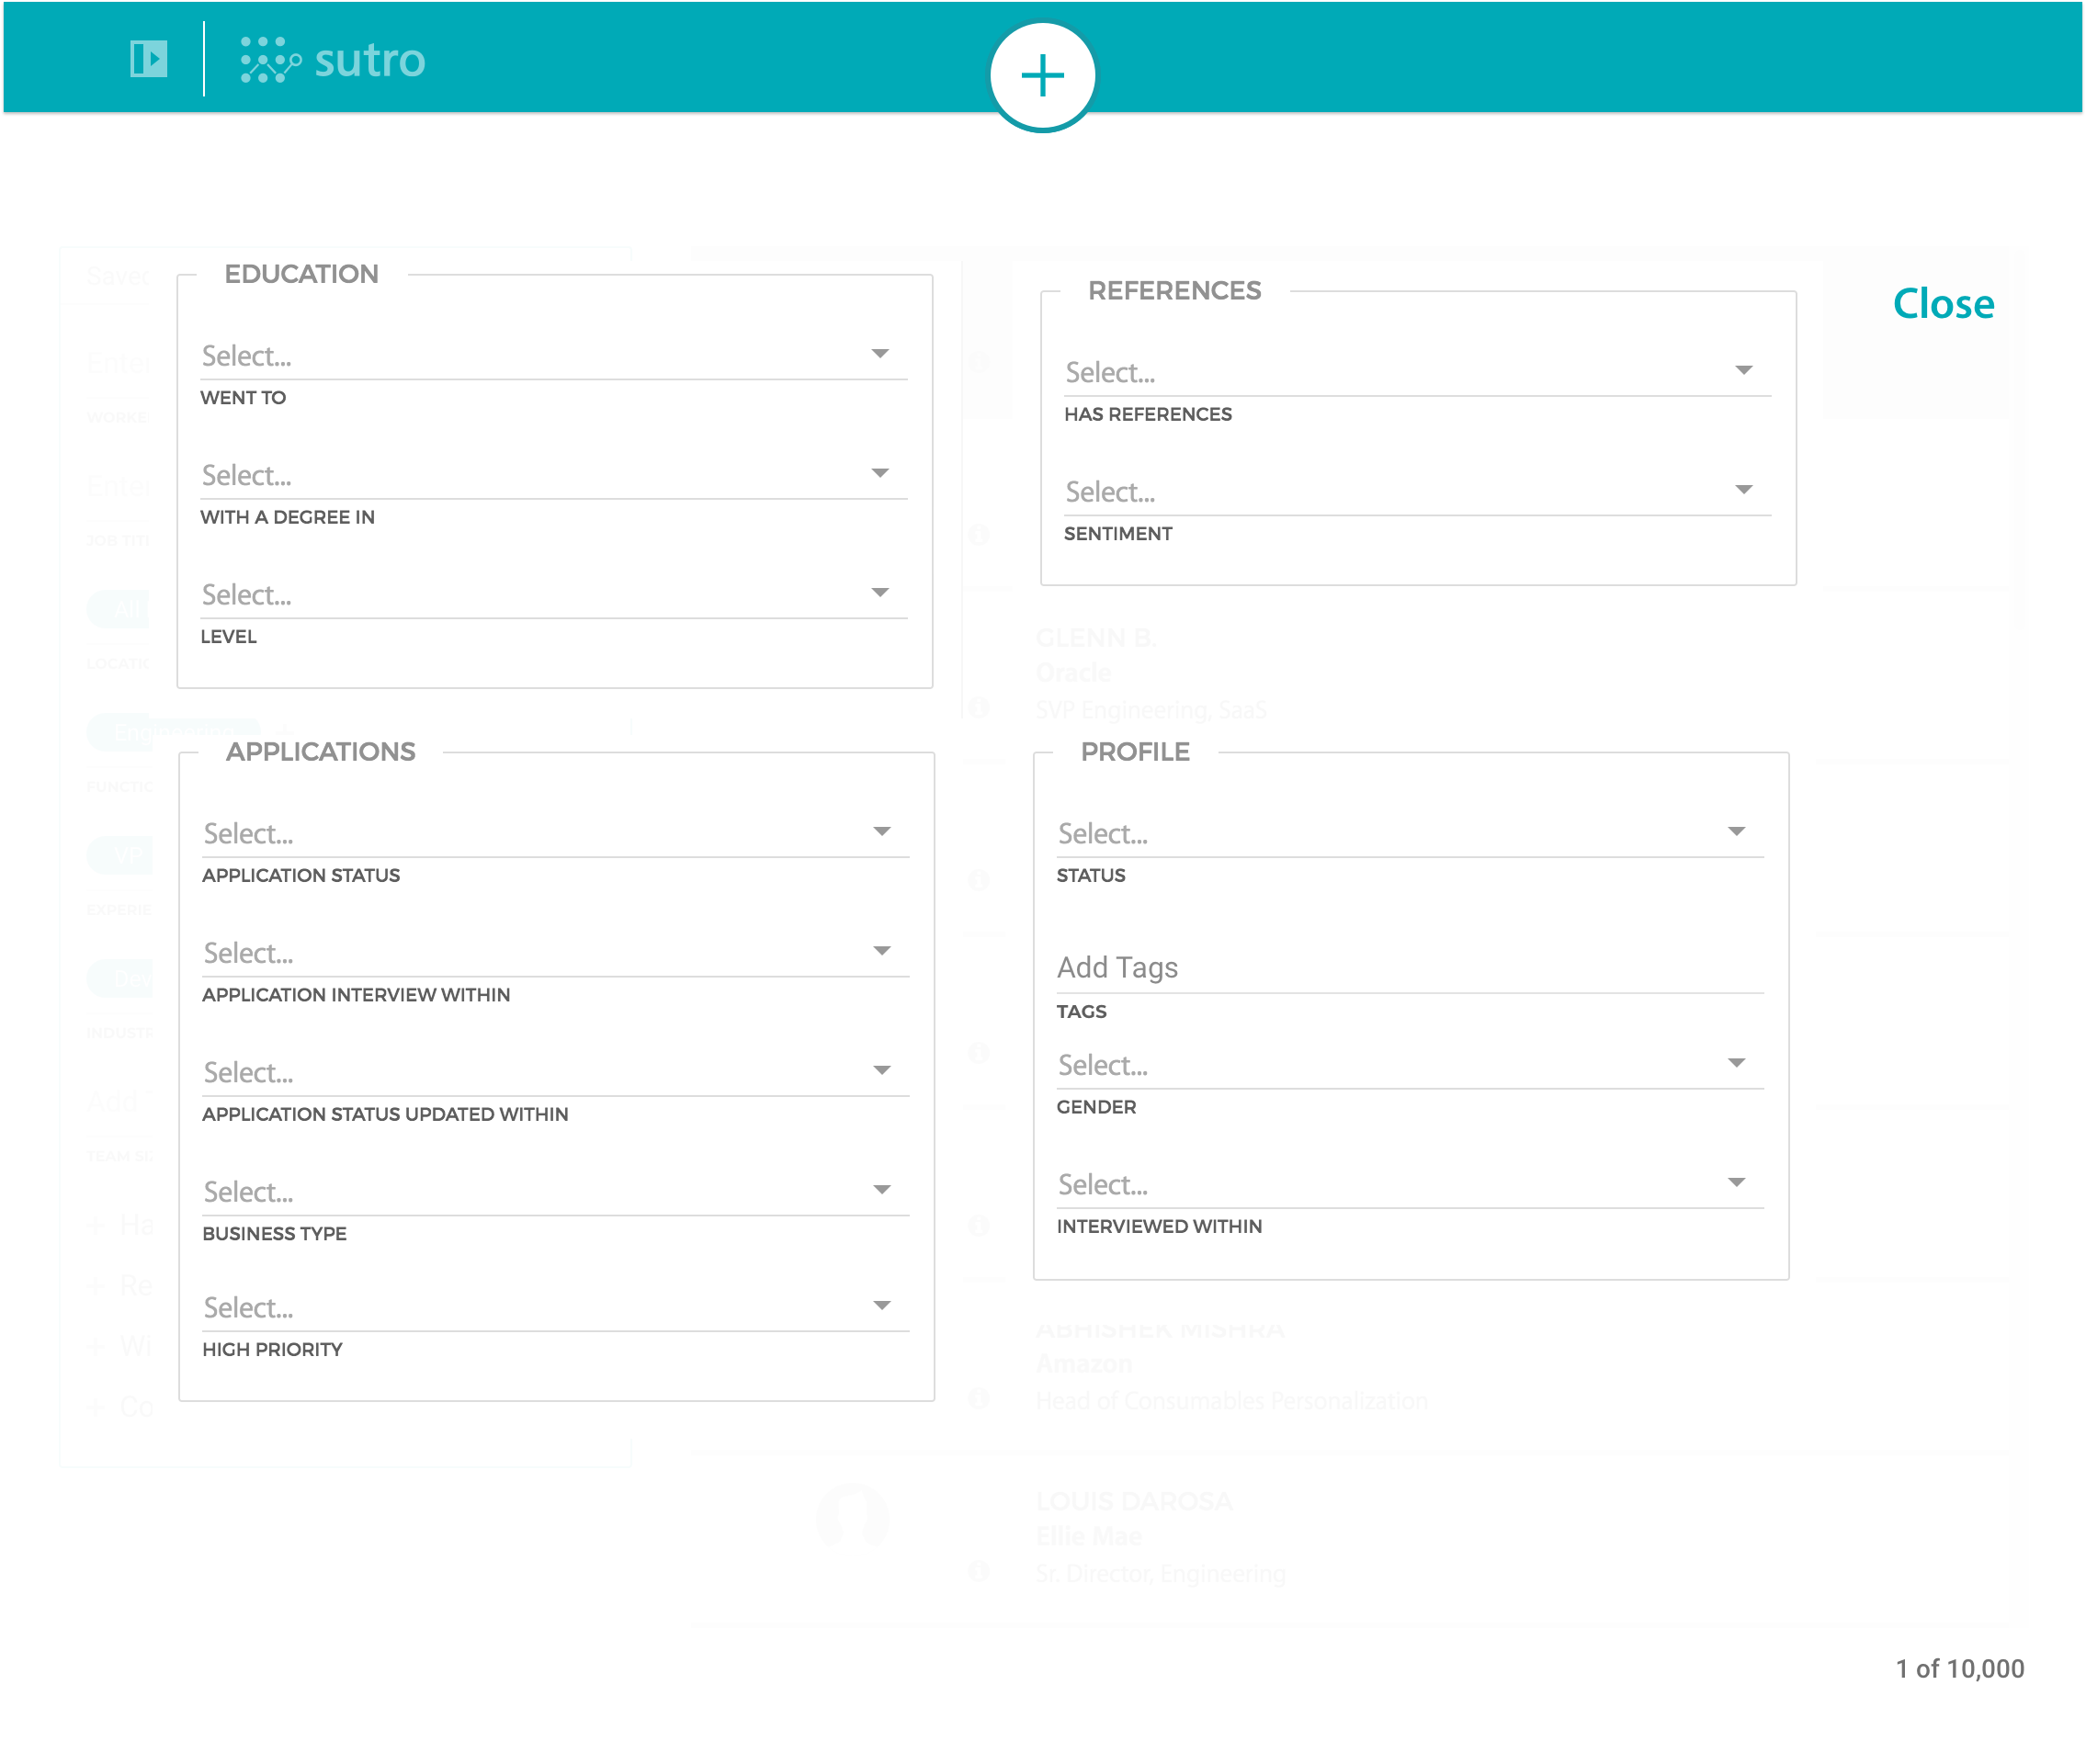 sutro
EDUCATION
Select...
WENT TO
Select...
WITH A DEGREE IN
Select...
LEVEL
REFERENCES
Select...
HAS REFERENCES
Select...
SENTIMENT
Close
APPLICATIONS
Select...
APPLICATION STATUS
Select...
APPLICATION INTERVIEW WITHIN
Select...
APPLICATION STATUS UPDATED WITHIN
Select...
BUSINESS TYPE
Select...
HIGH PRIORITY
PROFILE
Select...
STATUS
Add Tags
TAGS
Select...
GENDER
Select...
INTERVIEWED WITHIN
GLENN B.
Oracle
SVP Engineering, SaaS
ABHISHEK MISHRA
Amazon
Head of Consumables Personalization
LOUIS DAROSA
Ellie Mae
Sr. Director, Engineering
1 of 10,000